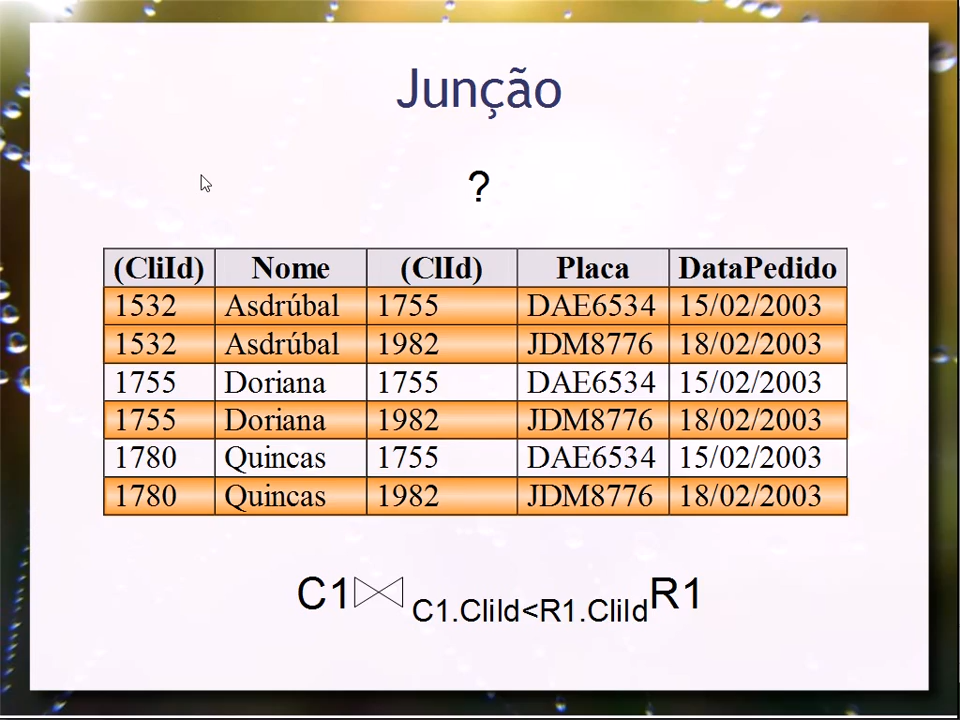 Junção
?
(CliId) Nome (ClId) Placa DataPedido
1532 Asdrúbal 1755 DAE6534 15/02/2003
1532 Asdrúbal 1982 JDM8776 18/02/2003
1755 Doriana 1755 DAE6534 15/02/2003
1755 Doriana 1982 JDM8776 18/02/2003
1780 Quincas 1755 DAE6534 15/02/2003
1780 Quincas 1982 JDM8776 18/02/2003
C1⋈ C1.CliId<R1.CliIdR1